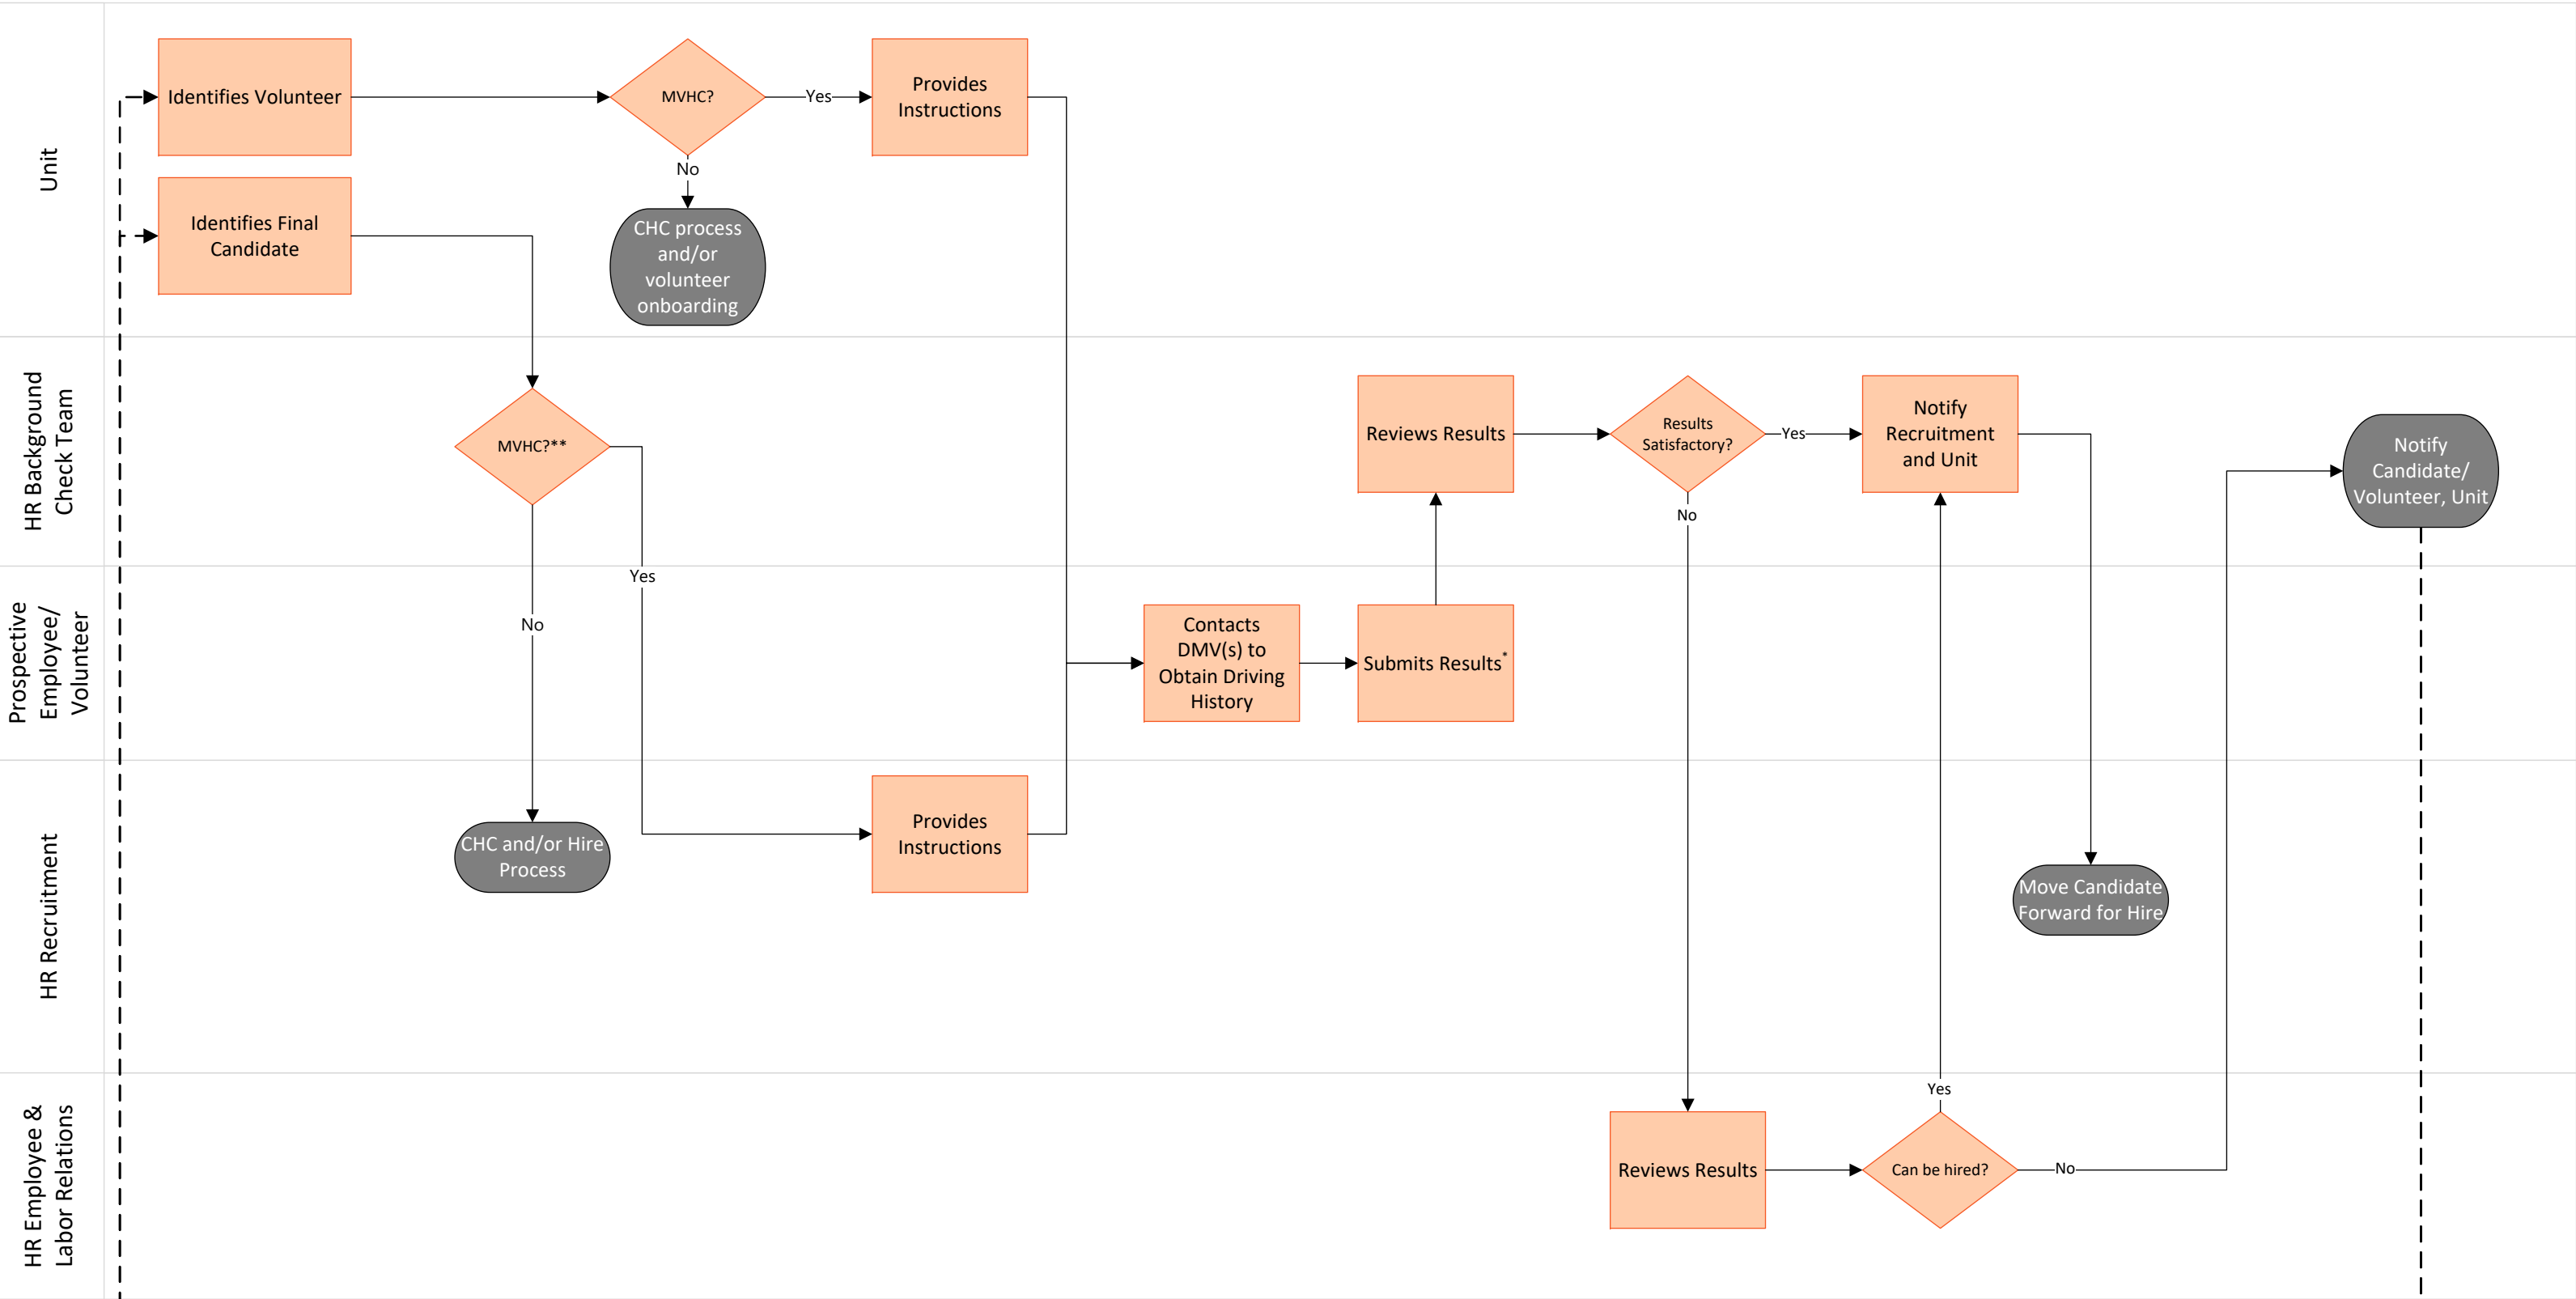 Unit
Identifies Volunteer
MVHC?
Yes
Provides
Instructions
No
CHC process
and/or
volunteer
onboarding
Identifies Final
Candidate
HR Background
Check Team
MVHC?**
Yes
No
Reviews Results
Results
Satisfactory?
Yes
No
Notify
Recruitment
and Unit
Notify
Candidate/
Volunteer, Unit
Prospective
Employee/
Volunteer
Contacts
DMV(s) to
Obtain Driving
History
Submits Results*
HR Recruitment
CHC and/or Hire
Process
Provides
Instructions
Move Candidate
Forward for Hire
HR Employee &
Labor Relations
Reviews Results
Can be hired?
Yes
No